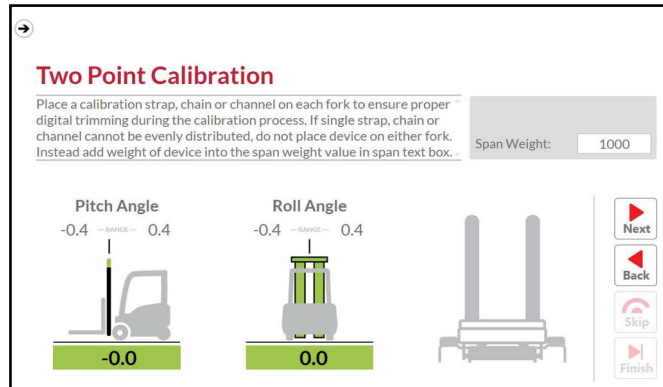 Two Point Calibration
Place a calibration strap, chain or channel on each fork to ensure proper
digital trimming during the calibration process. If single strap, chain or
channel cannot be evenly distributed, do not place device on either fork.
Instead add weight of device into the span weight value in span text box.
Span Weight: 1000
Pitch Angle
-0.4 — RANGE — 0.4
-0.0
Roll Angle
-0.4 — RANGE — 0.4
0.0
Next
Back
Skip
Finish